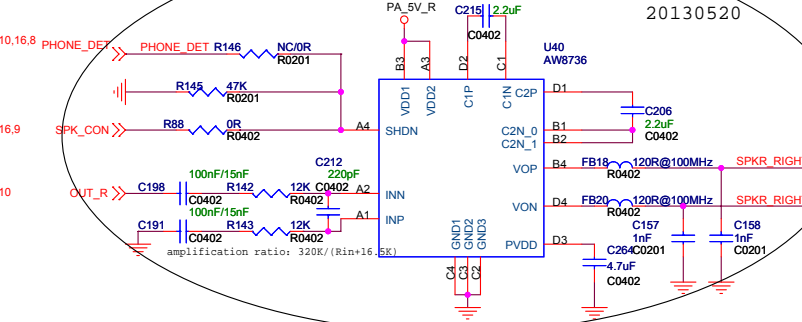 PA_5V_R
C215
2.2uF
C0402
20130520
10,16,8
PHONE_DET
PHONE_DET
R146
NC/0R
R0201
U40
AW8736
B3
A3
D2
C1
VDD1
VDD2
C1P
C1N
C2P
D1
R145
47K
R0201
C206
2.2uF
C0402
16,9
SPK_CON
R88
0R
R0402
A4
SHDN
C2N_0
B1
C2N_1
B2
VOP
B4
FB18
120R@100MHz
R0402
SPKR_RIGH
100nF/15nF
C212
220pF
C0402
10
OUT_R
C198
C0402
R142
12K
R0402
A2
INN
VON
D4
FB20
120R@100MHz
R0402
SPKR_RIGH
100nF/15nF
C191
C0402
R143
12K
R0402
A1
INP
GND1
GND2
GND3
PVDD
D3
C157
1nF
C0201
C158
1nF
C0201
amplification ratio: 320K/(Rin+16.5K)
C264
4.7uF
C0402
C4
C3
C2